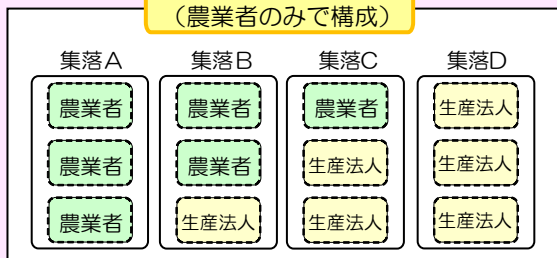 （農業者のみで構成）
集落A 集落B 集落C 集落D
農業者 農業者 農業者 生産法人
農業者 農業者 生産法人 生産法人
農業者 生産法人 生産法人 生産法人